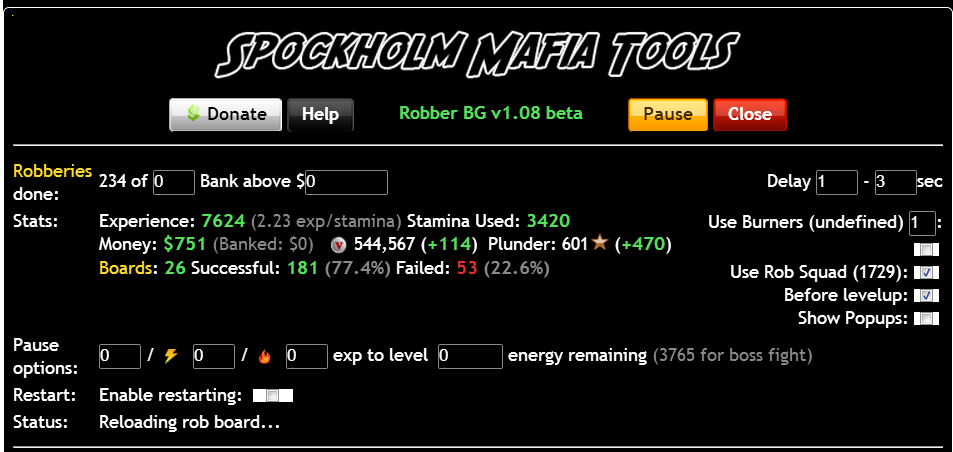 Spockholm Mafia Tools
Donate Help Robber BG v1.08 beta Pause Close
Robberies done: 234 of 0 Bank above $0 Delay 1 - 3 sec
Stats: Experience: 7624 (2.23 exp/stamina) Stamina Used: 3420 Use Burners (undefined) 1 :
Money: $751 (Banked: $0) V 544,567 (+114) Plunder: 601 (+470)
Boards: 26 Successful: 181 (77.4%) Failed: 53 (22.6%) Use Rob Squad (1729):
Before levelup:
Show Popups:
Pause options: 0 / 0 / 0 exp to level 0 energy remaining (3765 for boss fight)
Restart: Enable restarting:
Status: Reloading rob board...